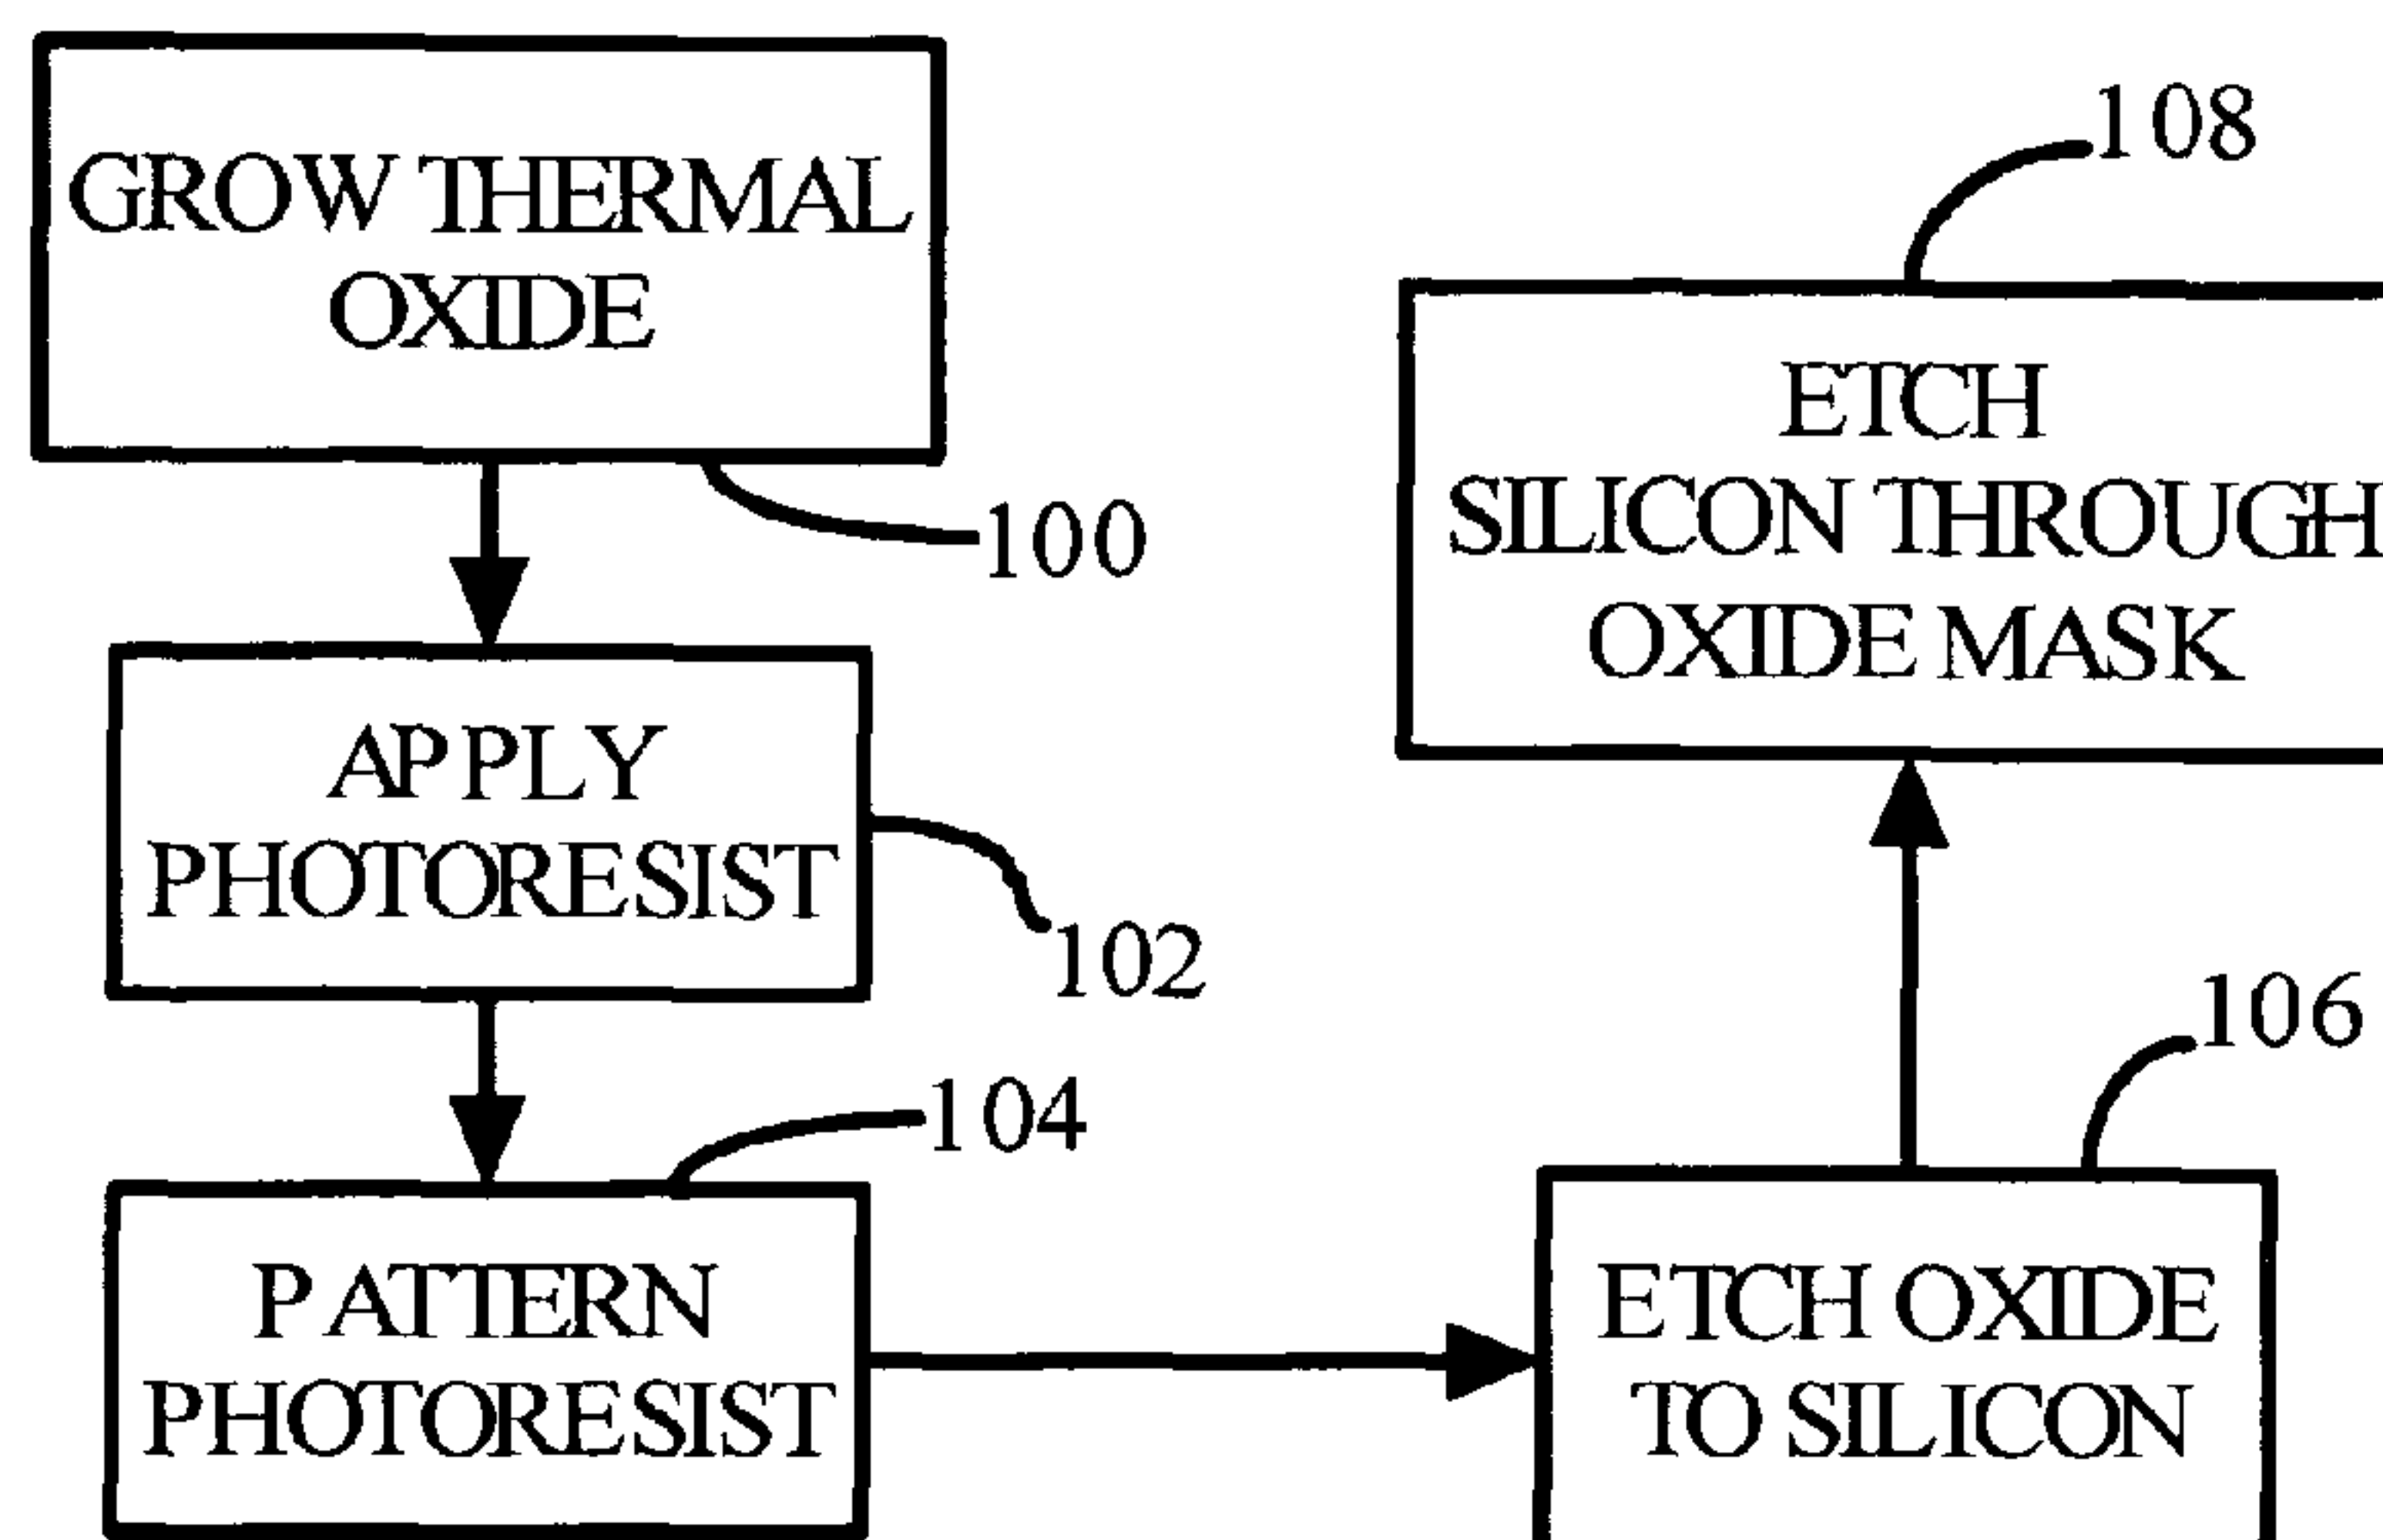 GROW THERMAL
OXIDE
100
APPLY
PHOTORESIST
102
104
PATTERN
PHOTORESIST
108
ETCH
SILICON THROUGH
OXIDE MASK
106
ETCH OXIDE
TO SILICON